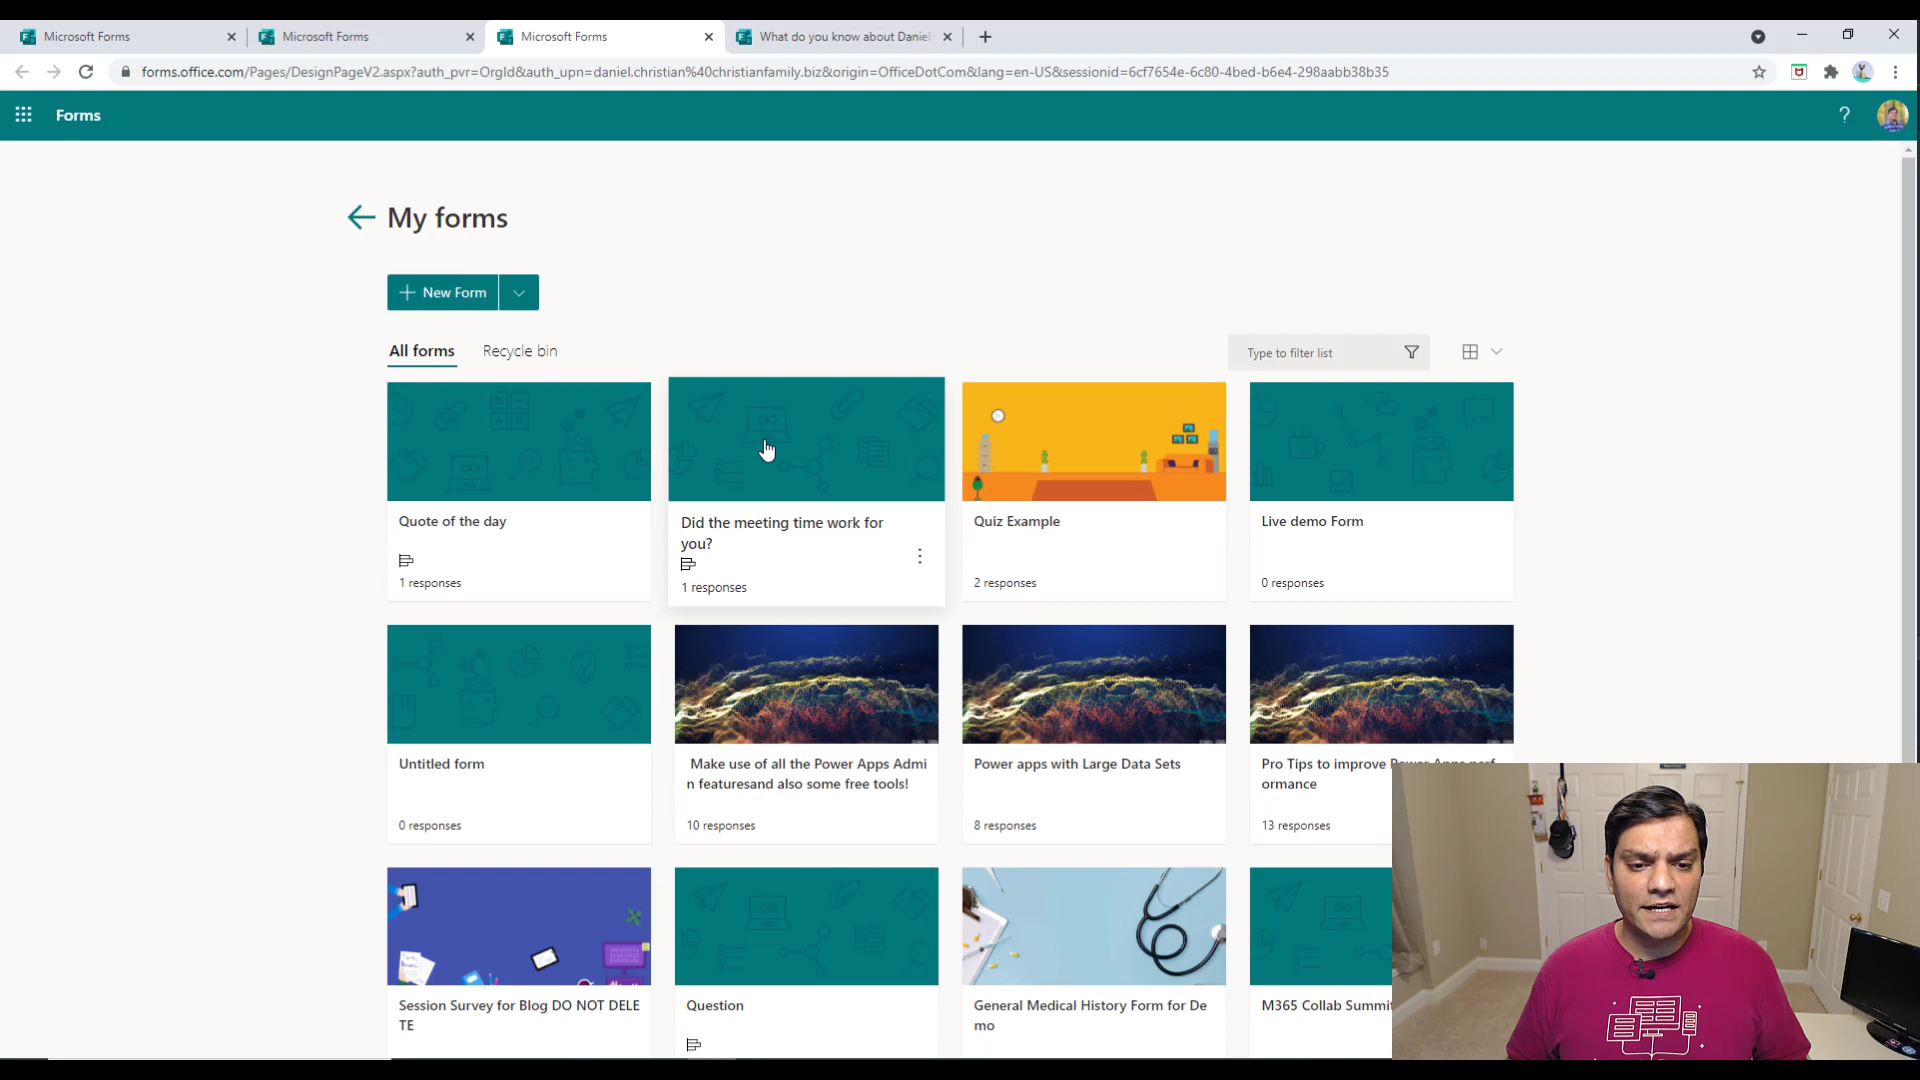 Microsoft Forms
Microsoft Forms
Microsoft Forms
What do you know about Daniel
forms.office.com/Pages/DesignPageV2.aspx?auth_pvr=OrgId&auth_upn=daniel.christian%40christianfamily.biz&origin=OfficeDotCom&lang=en-US&sessionid=6cf7654e-6c80-4bed-b6e4-298aabb38b35
Forms
?
My forms
New Form
All forms
Recycle bin
Type to filter list
Quote of the day
1 responses
Did the meeting time work for
you?
1 responses
Quiz Example
2 responses
Live demo Form
0 responses
Untitled form
0 responses
Make use of all the Power Apps Admi
n featuresand also some free tools!
10 responses
Power apps with Large Data Sets
8 responses
Pro Tips to improve Power Apps perf
ormance
13 responses
Session Survey for Blog DO NOT DELE
TE
Question
General Medical History Form for De
mo
M365 Collab Summit